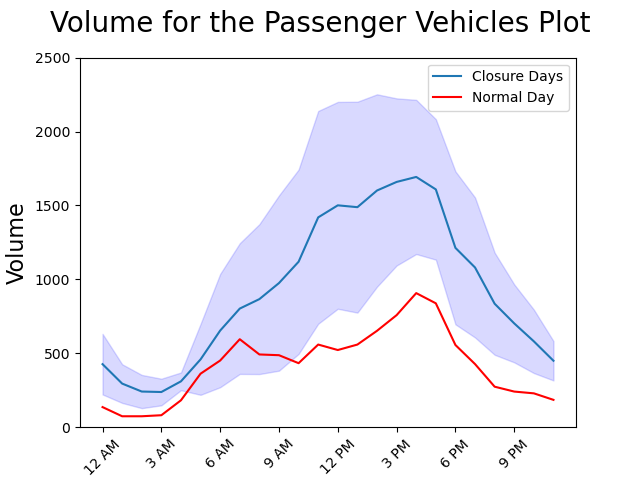 Volume for the Passenger Vehicles Plot
Closure Days
Normal Day
Volume
2500
2000
1500
1000
500
0
12 AM
3 AM
6 AM
9 AM
12 PM
3 PM
6 PM
9 PM